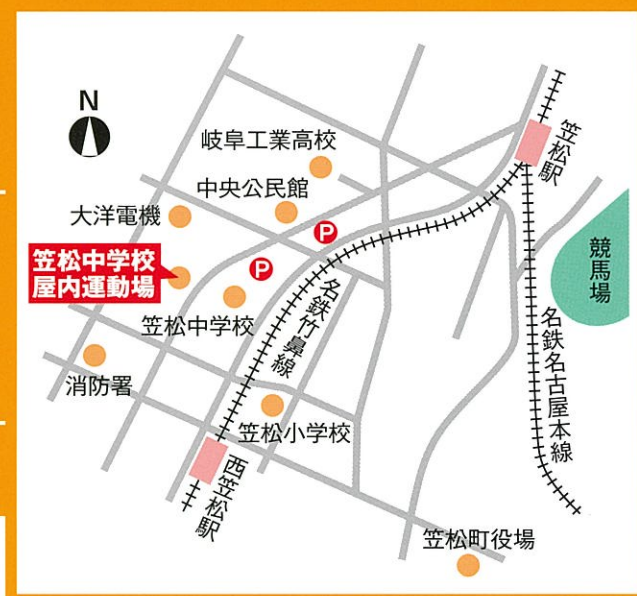 N
岐阜工業高校
中央公民館
大洋電機
P
P
笠松中学校
屋内運動場
笠松中学校
消防署
笠松小学校
名鉄竹鼻線
西笠松駅
笠松駅
競馬場
名鉄名古屋本線
笠松町役場